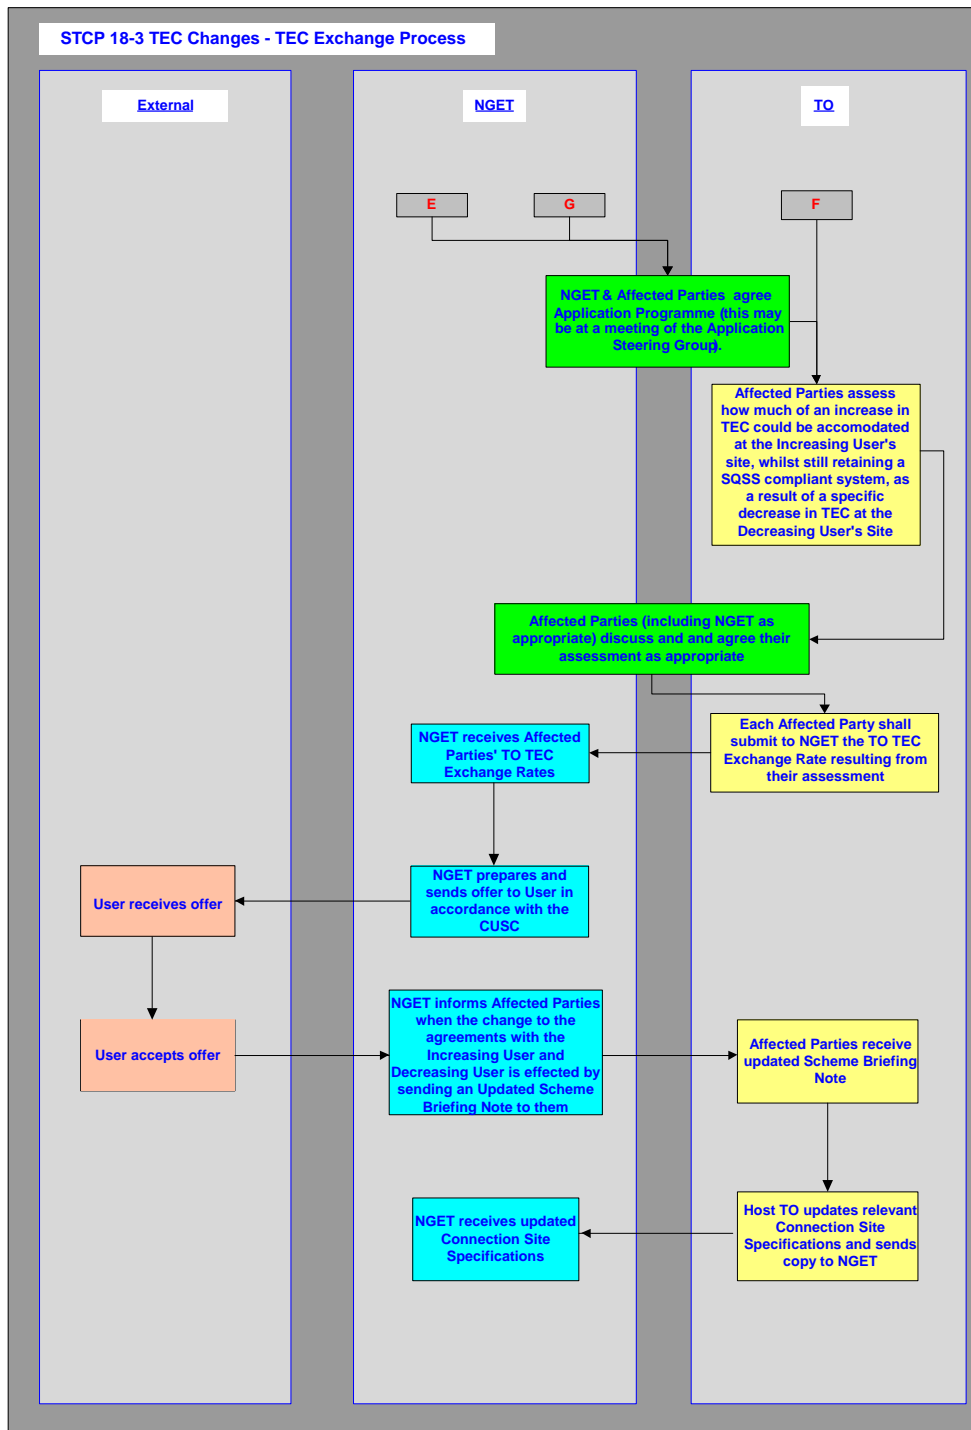 STCP 18-3 TEC Changes - TEC Exchange Process
External
NGET
TO
E
G
F
NGET & Affected Parties agree
Application Programme (this may
be at a meeting of the Application
Steering Group).
Affected Parties assess
how much of an increase in
TEC could be accomodated
at the Increasing User's
site, whilst still retaining a
SQSS compliant system, as
a result of a specific
decrease in TEC at the
Decreasing User's Site
Affected Parties (including NGET as
appropriate) discuss and and agree their
assessment as appropriate
Each Affected Party shall
submit to NGET the TO TEC
Exchange Rate resulting from
their assessment
NGET receives Affected
Parties' TO TEC
Exchange Rates
NGET prepares and
sends offer to User in
accordance with the
CUSC
User receives offer
User accepts offer
NGET informs Affected Parties
when the change to the
agreements with the
Increasing User and
Decreasing User is effected by
sending an Updated Scheme
Briefing Note to them
Affected Parties receive
updated Scheme Briefing
Note
Host TO updates relevant
Connection Site
Specifications and sends
copy to NGET
NGET receives updated
Connection Site
Specifications